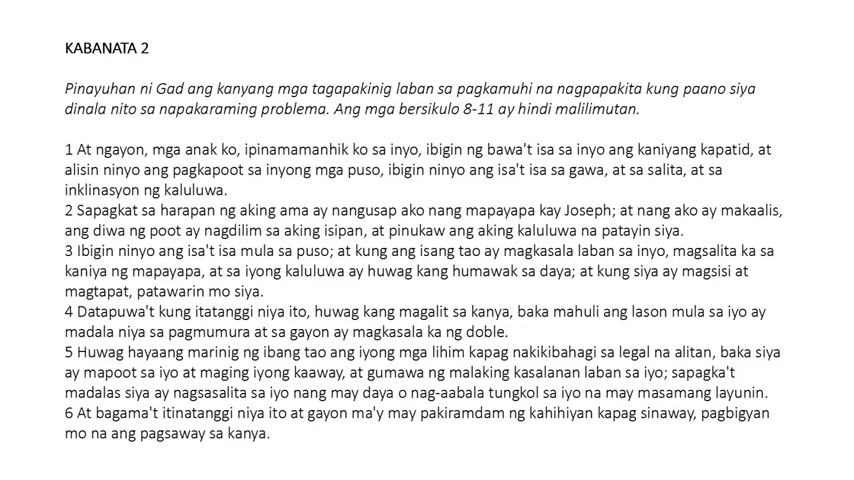 KABANATA 2
Pinayuhan ni Gad ang kanyang mga tagapakinig laban sa pagkamuhi na nagpapakita kung paano siya
dinala nito sa napakaraming problema. Ang mga bersikulo 8-11 ay hindi malilimutan.
1 At ngayon, mga anak ko, ipinamamanhik ko sa inyo, ibigin ng bawa't isa sa inyo ang kaniyang kapatid, at
alisin ninyo ang pagkapoot sa inyong mga puso, ibigin ninyo ang isa't isa sa gawa, at sa salita, at sa
inklinasyon ng kaluluwa.
2 Sapagkat sa harapan ng aking ama ay nangusap ako nang mapayapa kay Joseph; at nang ako ay makaalis,
ang diwa ng poot ay nagdilim sa aking isipan, at pinukaw ang aking kaluluwa na patayin siya.
3 Ibigin ninyo ang isa't isa mula sa puso; at kung ang isang tao ay magkasala laban sa inyo, magsalita ka sa
kaniya ng mapayapa, at sa iyong kaluluwa ay huwag kang humawak sa daya; at kung siya ay magsisi at
magtapat, patawarin mo siya.
4 Datapuwa't kung itatanggi niya ito, huwag kang magalit sa kanya, baka mahuli ang lason mula sa iyo ay
madala niya sa pagmumura at sa gayon ay magkasala ka ng doble.
5 Huwag hayaang marinig ng ibang tao ang iyong mga lihim kapag nakikibahagi sa legal na alitan, baka siya
ay mapoot sa iyo at maging iyong kaaway, at gumawa ng malaking kasalanan laban sa iyo; sapagka't
madalas siya ay nagsasalita sa iyo nang may daya o nag-aabala tungkol sa iyo na may masamang layunin.
6 At bagama't itinatanggi niya ito at gayon ma'y may pakiramdam ng kahihiyan kapag sinaway, pagbigyan
mo na ang pagsaway sa kanya.